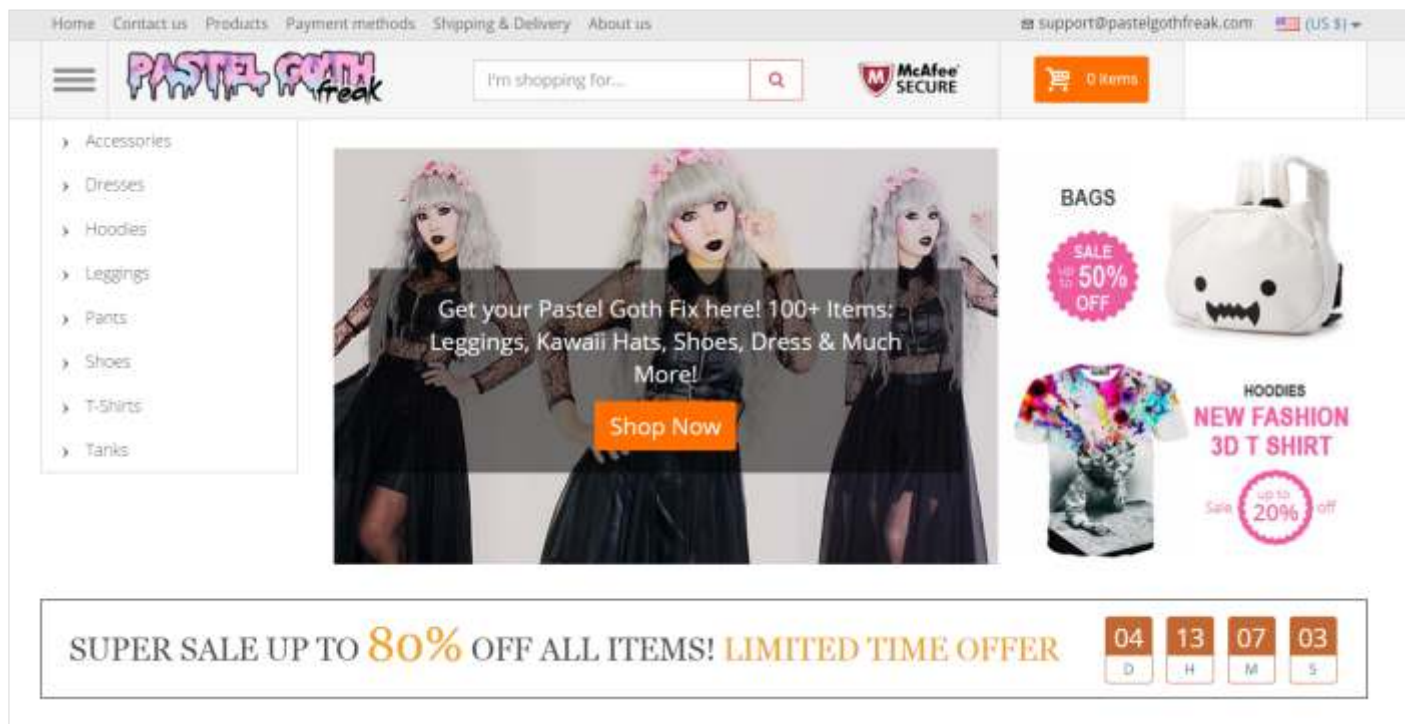 Home Contact us Products Payment methods Shipping & Delivery About us
support@pastelgothfreak.com (US $)
PASTEL GOTH
freak
I'm shopping for...
McAfee
SECURE
0 items
Accessories
Dresses
Hoodies
Leggings
Pants
Shoes
T-Shirts
Tanks
Get your Pastel Goth Fix here! 100+ Items:
Leggings, Kawaii Hats, Shoes, Dress & Much
More!
Shop Now
BAGS
SALE
up to 50%
OFF
HOODIES
NEW FASHION
3D T SHIRT
Sale up to 20% off
SUPER SALE UP TO 80% OFF ALL ITEMS! LIMITED TIME OFFER
04 13 07 03
D H M S